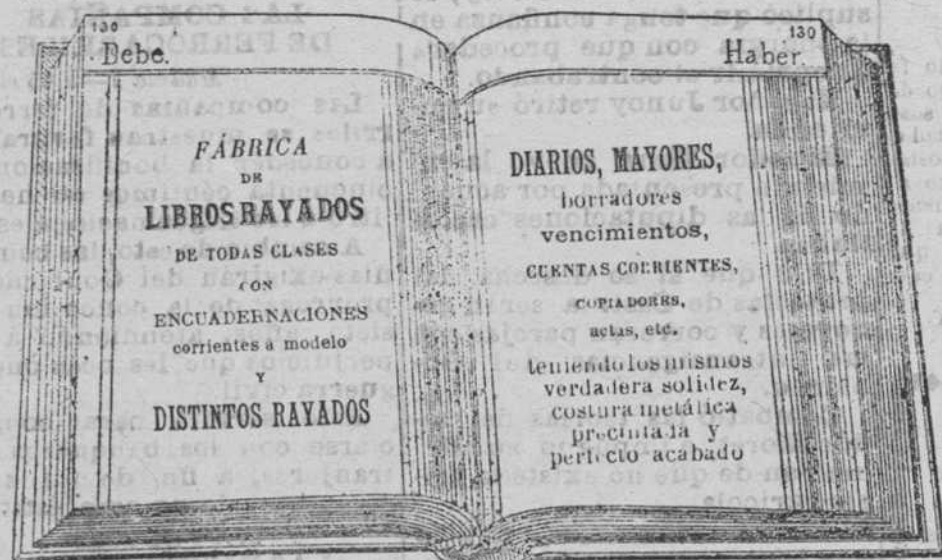 130
Debe.
FÁBRICA
DE
LIBROS RAYADOS
DE TODAS CLASES
CON
ENCUADERNACIONES
corrientes a modelo
Y
DISTINTOS RAYADOS
130
Haber.
DIARIOS, MAYORES,
borradores
vencimientos,
CUENTAS CORRIENTES,
COPIADORES,
actas, etc.
teniendo los mismos
verdadera solidez,
costura metálica
precintada y
perfecto acabado